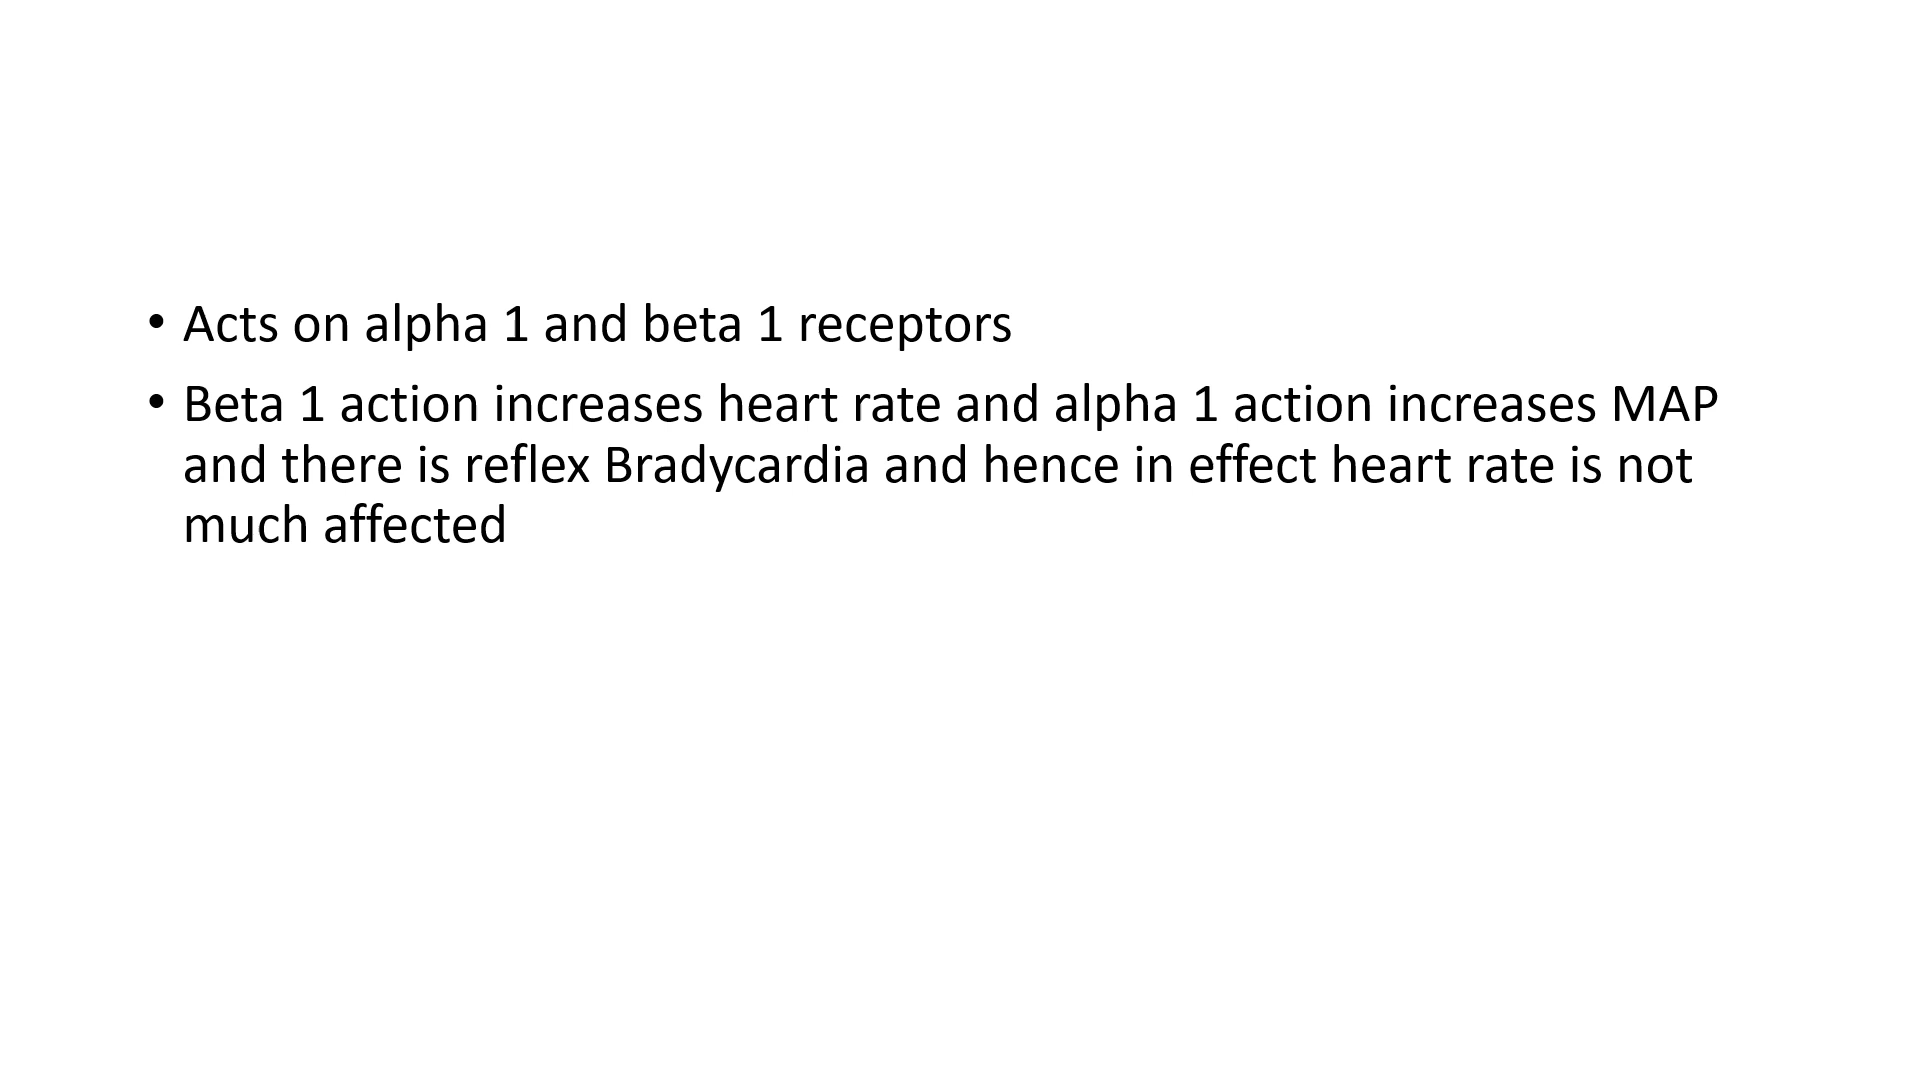 • Acts on alpha 1 and beta 1 receptors
• Beta 1 action increases heart rate and alpha 1 action increases MAP
and there is reflex Bradycardia and hence in effect heart rate is not
much affected